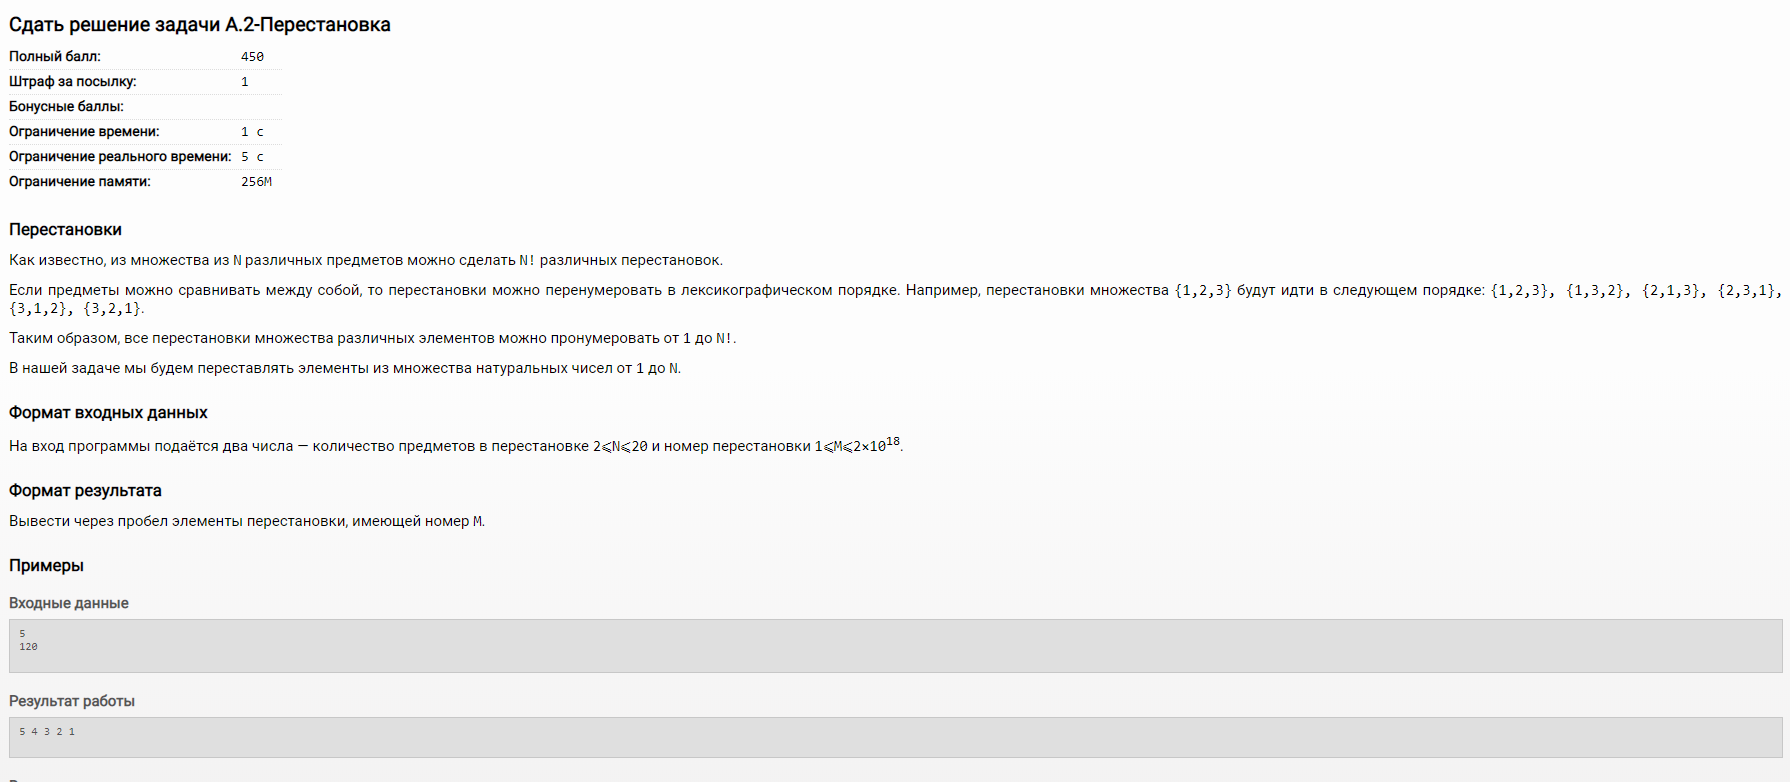 Сдать решение задачи A.2-Перестановка
Полный балл: 450
Штраф за посылку: 1
Бонусные баллы:
Ограничение времени: 1 с
Ограничение реального времени: 5 с
Ограничение памяти: 256M
Перестановки
Как известно, из множества из N различных предметов можно сделать N! различных перестановок.
Если предметы можно сравнивать между собой, то перестановки можно перенумеровать в лексикографическом порядке. Например, перестановки множества {1,2,3} будут идти в следующем порядке: {1,2,3}, {1,3,2}, {2,1,3}, {2,3,1},
{3,1,2}, {3,2,1}.
Таким образом, все перестановки множества различных элементов можно пронумеровать от 1 до N!.
В нашей задаче мы будем переставлять элементы из множества натуральных чисел от 1 до N.
Формат входных данных
На вход программы подаётся два числа — количество предметов в перестановке 2⩽N⩽20 и номер перестановки 1⩽M⩽2×10¹⁸.
Формат результата
Вывести через пробел элементы перестановки, имеющей номер M.
Примеры
Входные данные
5
120
Результат работы
5 4 3 2 1